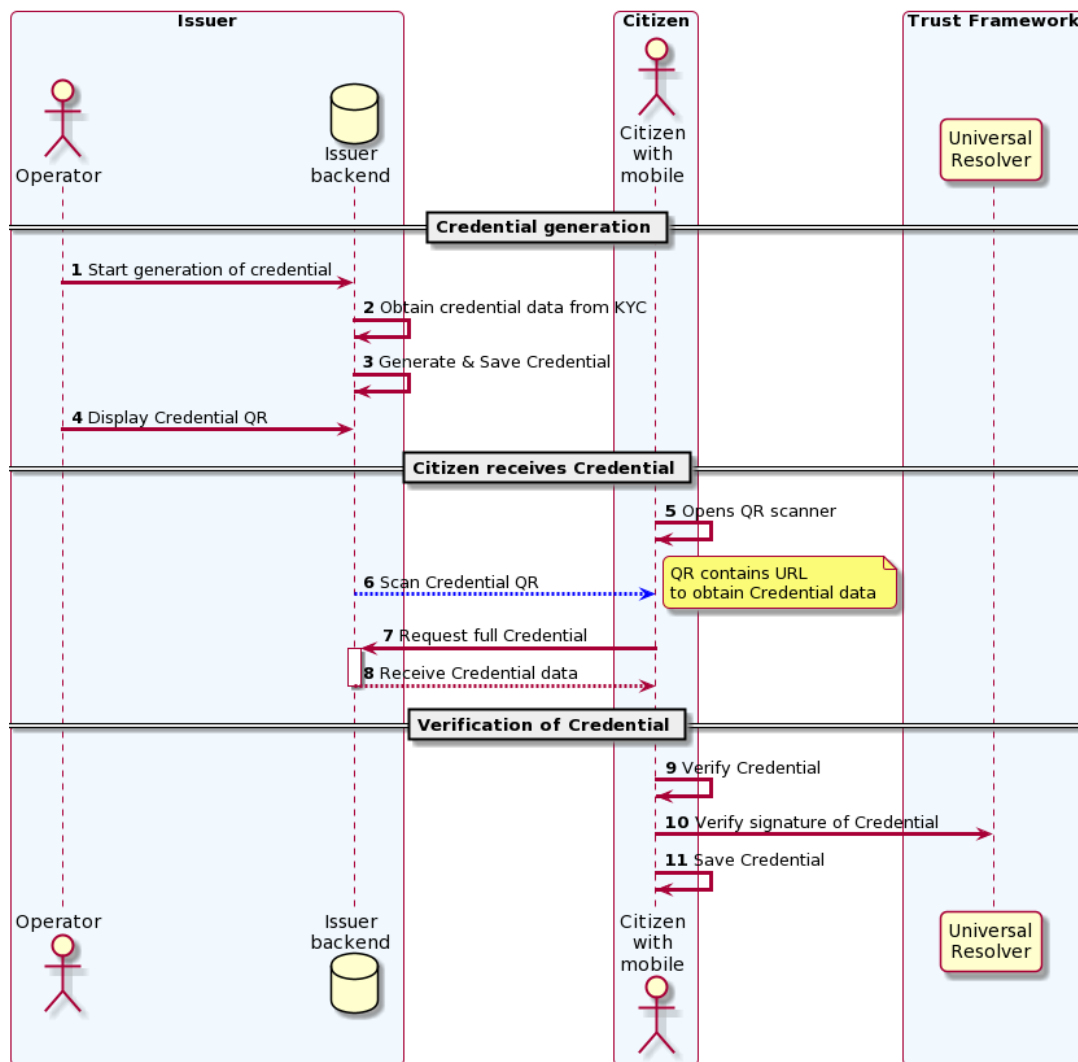 Issuer
Citizen
Trust Framework
Operator
Issuer
backend
Citizen
with
mobile
Universal
Resolver
Credential generation
1 Start generation of credential
2 Obtain credential data from KYC
3 Generate & Save Credential
4 Display Credential QR
Citizen receives Credential
5 Opens QR scanner
QR contains URL
to obtain Credential data
6 Scan Credential QR
7 Request full Credential
8 Receive Credential data
Verification of Credential
9 Verify Credential
10 Verify signature of Credential
11 Save Credential
Operator
Issuer
backend
Citizen
with
mobile
Universal
Resolver